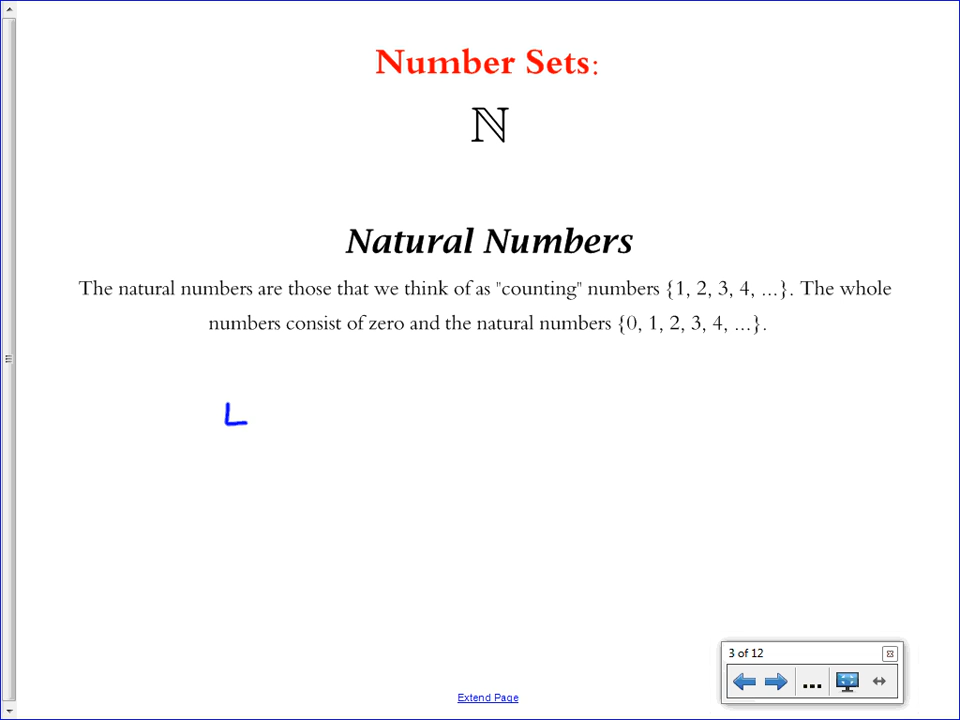 Number Sets:
ℕ
Natural Numbers
The natural numbers are those that we think of as "counting" numbers {1, 2, 3, 4, ...}. The whole
numbers consist of zero and the natural numbers {0, 1, 2, 3, 4, ...}.
L
3 of 12
...
Extend Page